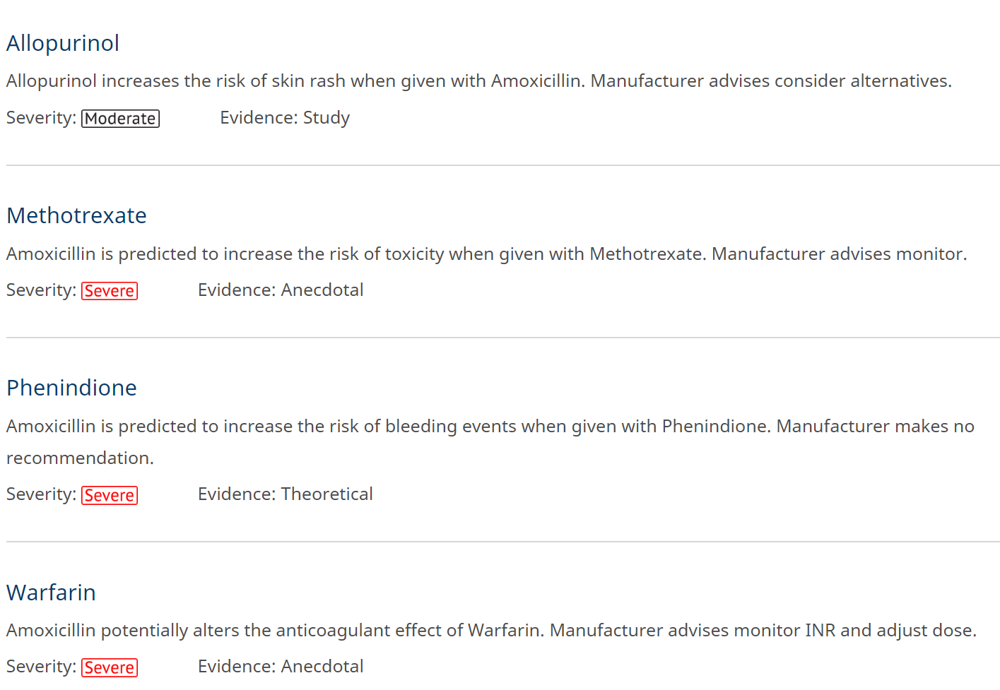 Allopurinol
Allopurinol increases the risk of skin rash when given with Amoxicillin. Manufacturer advises consider alternatives.
Severity: Moderate Evidence: Study
Methotrexate
Amoxicillin is predicted to increase the risk of toxicity when given with Methotrexate. Manufacturer advises monitor.
Severity: Severe Evidence: Anecdotal
Phenindione
Amoxicillin is predicted to increase the risk of bleeding events when given with Phenindione. Manufacturer makes no
recommendation.
Severity: Severe Evidence: Theoretical
Warfarin
Amoxicillin potentially alters the anticoagulant effect of Warfarin. Manufacturer advises monitor INR and adjust dose.
Severity: Severe Evidence: Anecdotal